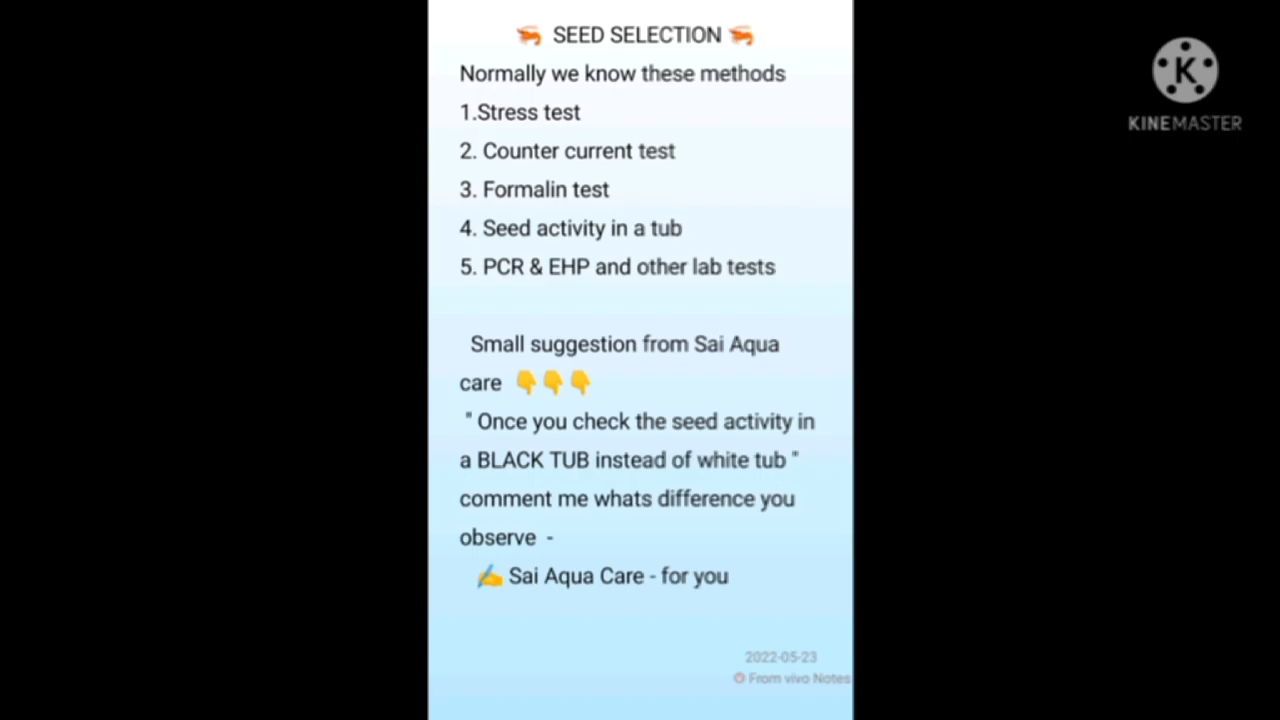 🦐 SEED SELECTION 🦐
Normally we know these methods
1.Stress test
2. Counter current test
3. Formalin test
4. Seed activity in a tub
5. PCR & EHP and other lab tests
Small suggestion from Sai Aqua
care 👇👇👇
" Once you check the seed activity in
a BLACK TUB instead of white tub "
comment me whats difference you
observe -
✍️ Sai Aqua Care - for you
2022-05-23
From vivo Notes
K
KINEMASTER